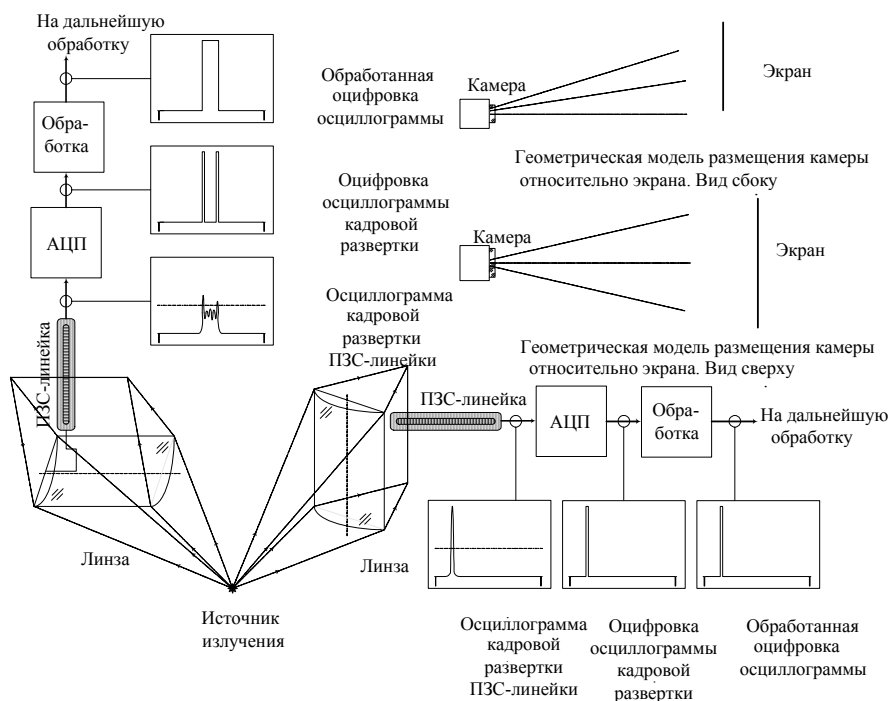 На дальнейшую
обработку
Обра-
ботка
АЦП
ПЗС-линейка
Обработанная
оцифровка
осциллограммы
Оцифровка
осциллограммы
кадровой
развертки
Осциллограмма
кадровой
развертки
ПЗС-линейки
Камера
Экран
Геометрическая модель размещения камеры
относительно экрана. Вид сбоку
Камера
Экран
Геометрическая модель размещения камеры
относительно экрана. Вид сверху
ПЗС-линейка
АЦП
Обра-
ботка
На дальнейшую
обработку
Линза
Линза
Источник
излучения
Осциллограмма
кадровой
развертки
ПЗС-линейки
Оцифровка
осциллограммы
кадровой
развертки
Обработанная
оцифровка
осциллограммы